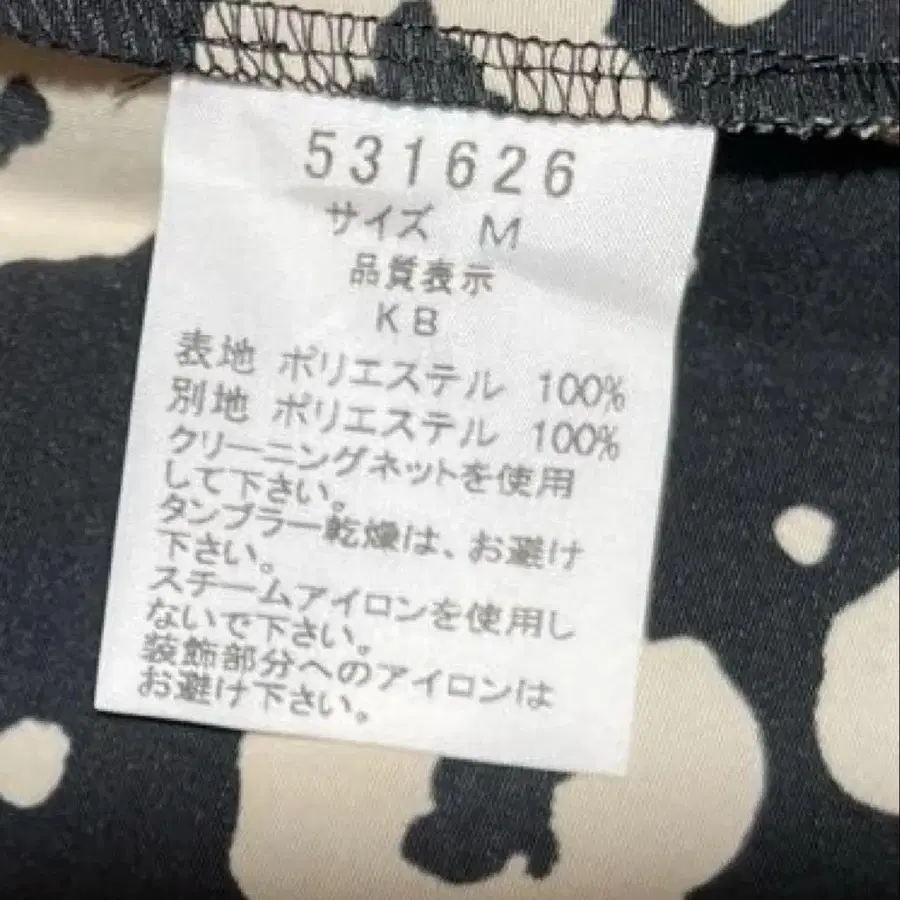 531626
サイズ M
品質表示
KB
表地 ポリエステル 100%
別地 ポリエステル 100%
クリーニングネットを使用
して下さい。
タンブラー乾燥は、お避け
下さい。
スチームアイロンを使用し
ないで下さい。
装飾部分へのアイロンは
お避け下さい。